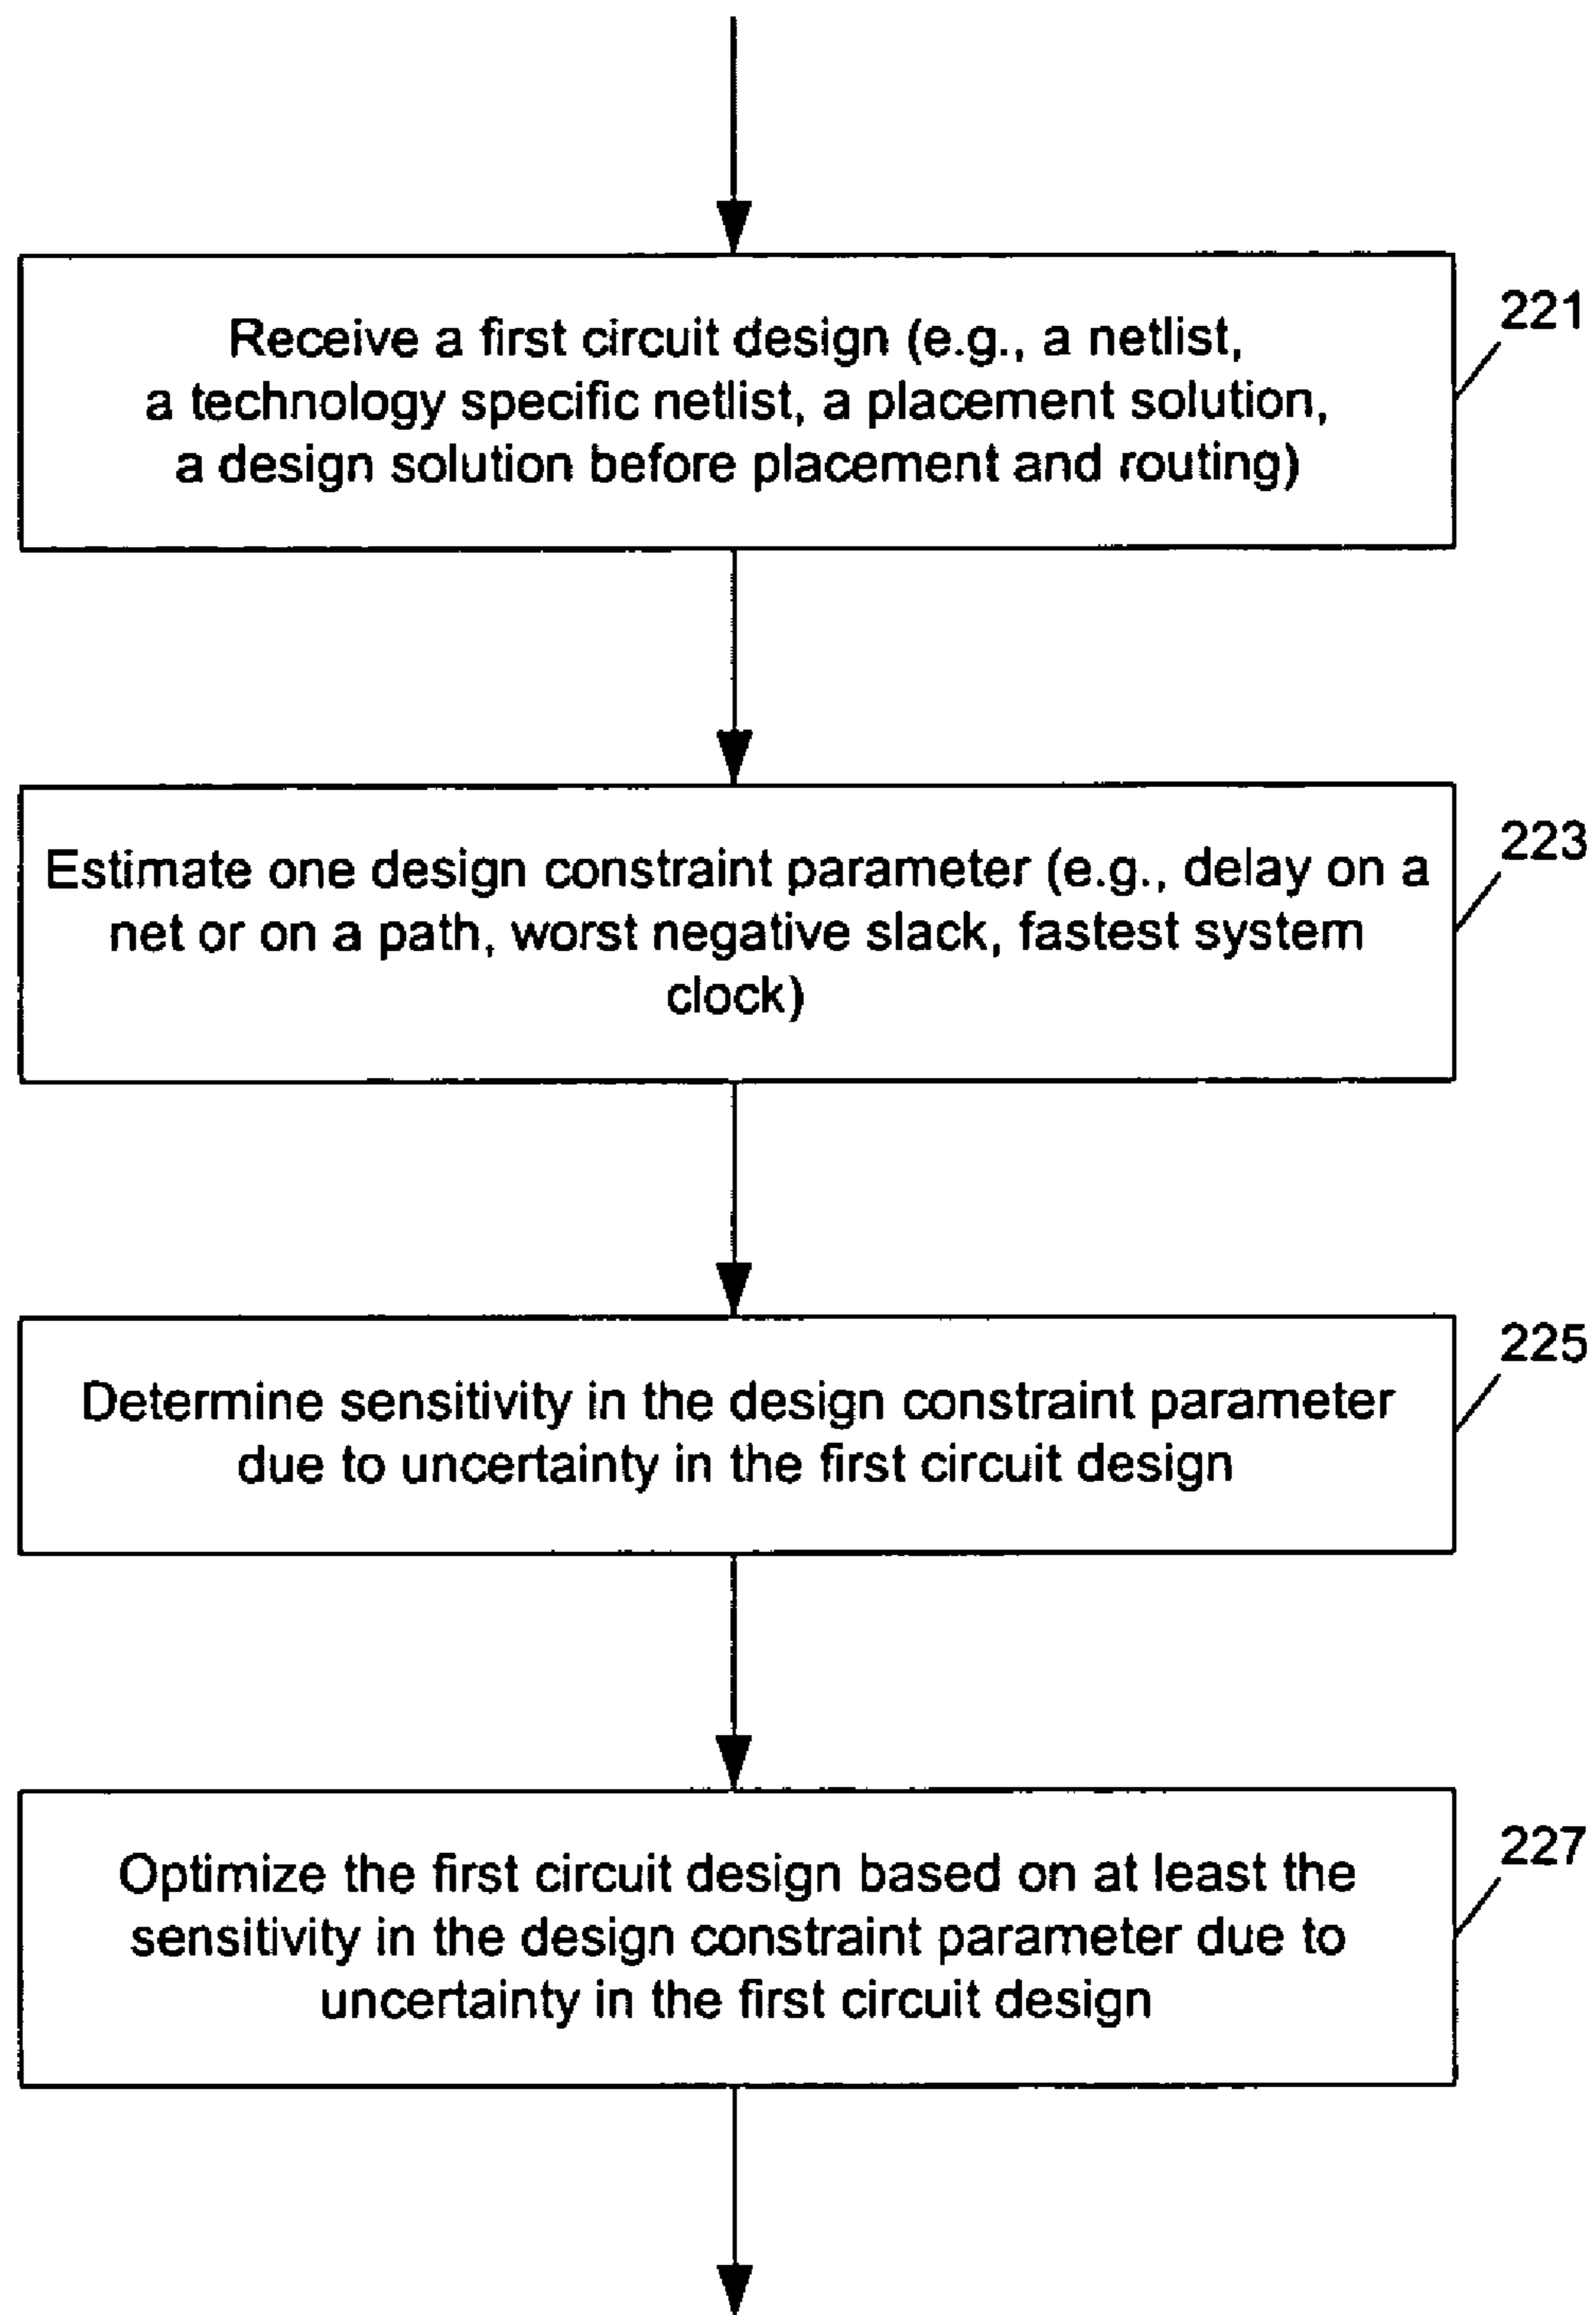 Receive a first circuit design (e.g., a netlist,
a technology specific netlist, a placement solution,
a design solution before placement and routing)
221
Estimate one design constraint parameter (e.g., delay on a
net or on a path, worst negative slack, fastest system
clock)
223
Determine sensitivity in the design constraint parameter
due to uncertainty in the first circuit design
225
Optimize the first circuit design based on at least the
sensitivity in the design constraint parameter due to
uncertainty in the first circuit design
227